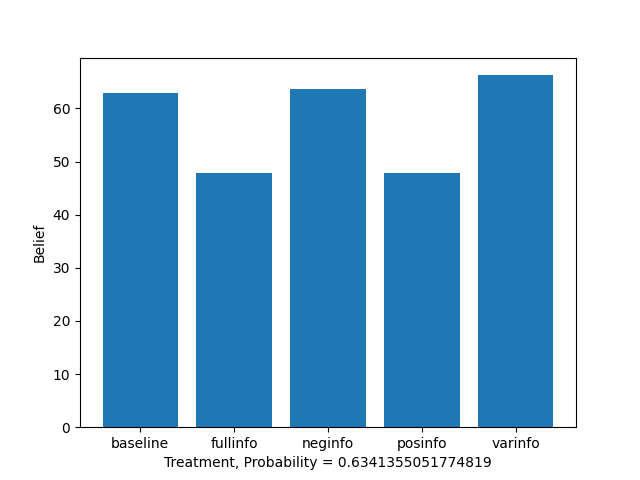 60
50
40
30
20
10
0
Belief
baseline fullinfo neginfo posinfo varinfo
Treatment, Probability = 0.6341355051774819